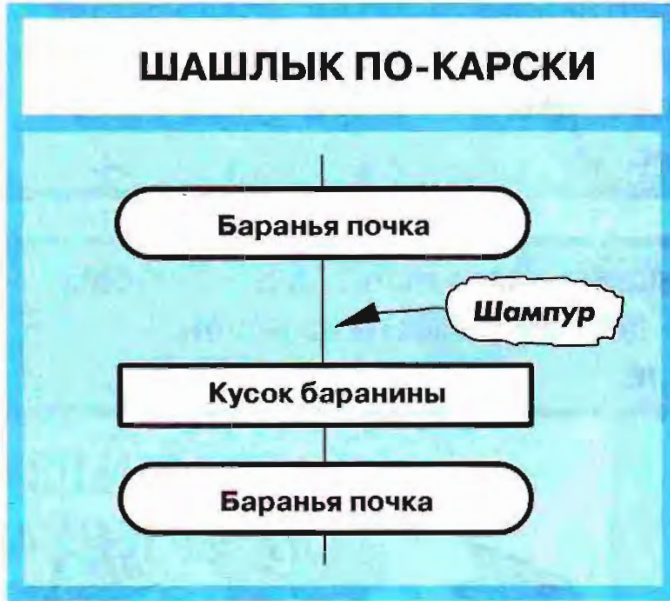 ШАШЛЫК ПО-КАРСКИ
Баранья почка
Шампур
Кусок баранины
Баранья почка